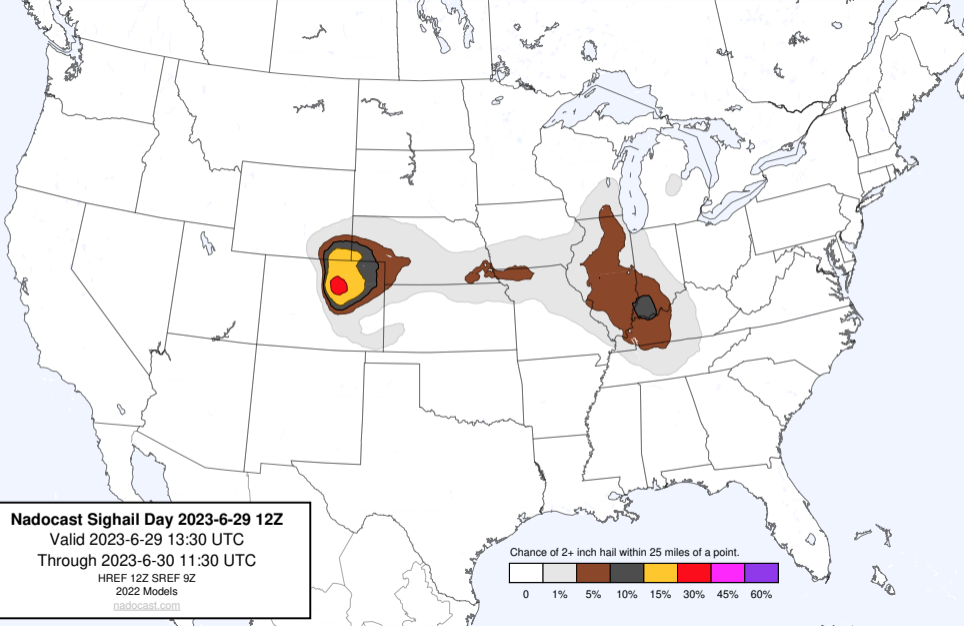 Nadocast Sighail Day 2023-6-29 12Z
Valid 2023-6-29 13:30 UTC
Through 2023-6-30 11:30 UTC
HREF 12Z SREF 9Z
2022 Models
nadocast.com
Chance of 2+ inch hail within 25 miles of a point.
0 1% 5% 10% 15% 30% 45% 60%